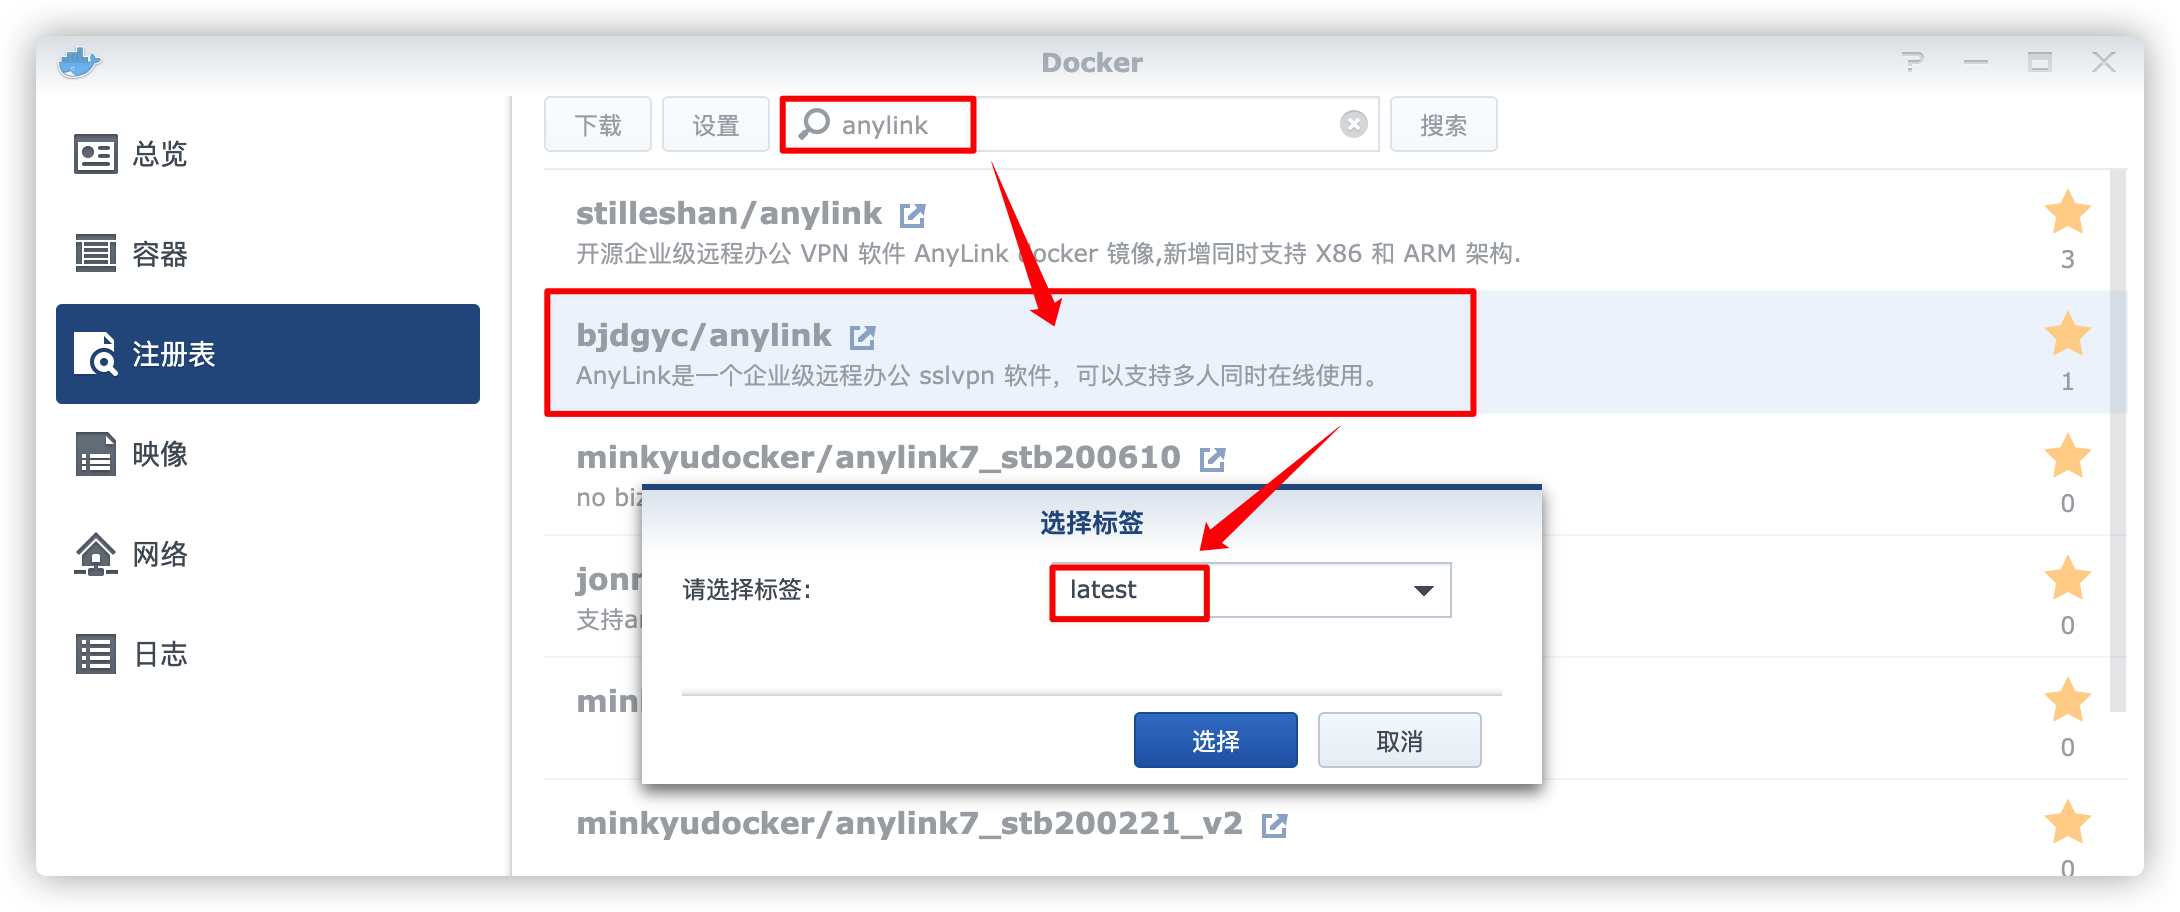 Docker
总览
容器
注册表
映像
网络
日志
下载
设置
anylink
搜索
stilleshan/anylink
开源企业级远程办公 VPN 软件 AnyLink docker 镜像,新增同时支持 X86 和 ARM 架构.
3
bjdgyc/anylink
AnyLink是一个企业级远程办公 sslvpn 软件，可以支持多人同时在线使用。
1
minkyudocker/anylink7_stb200610
no
0
支持
0
0
minkyudocker/anylink7_stb200221_v2
0
选择标签
请选择标签:
latest
选择
取消